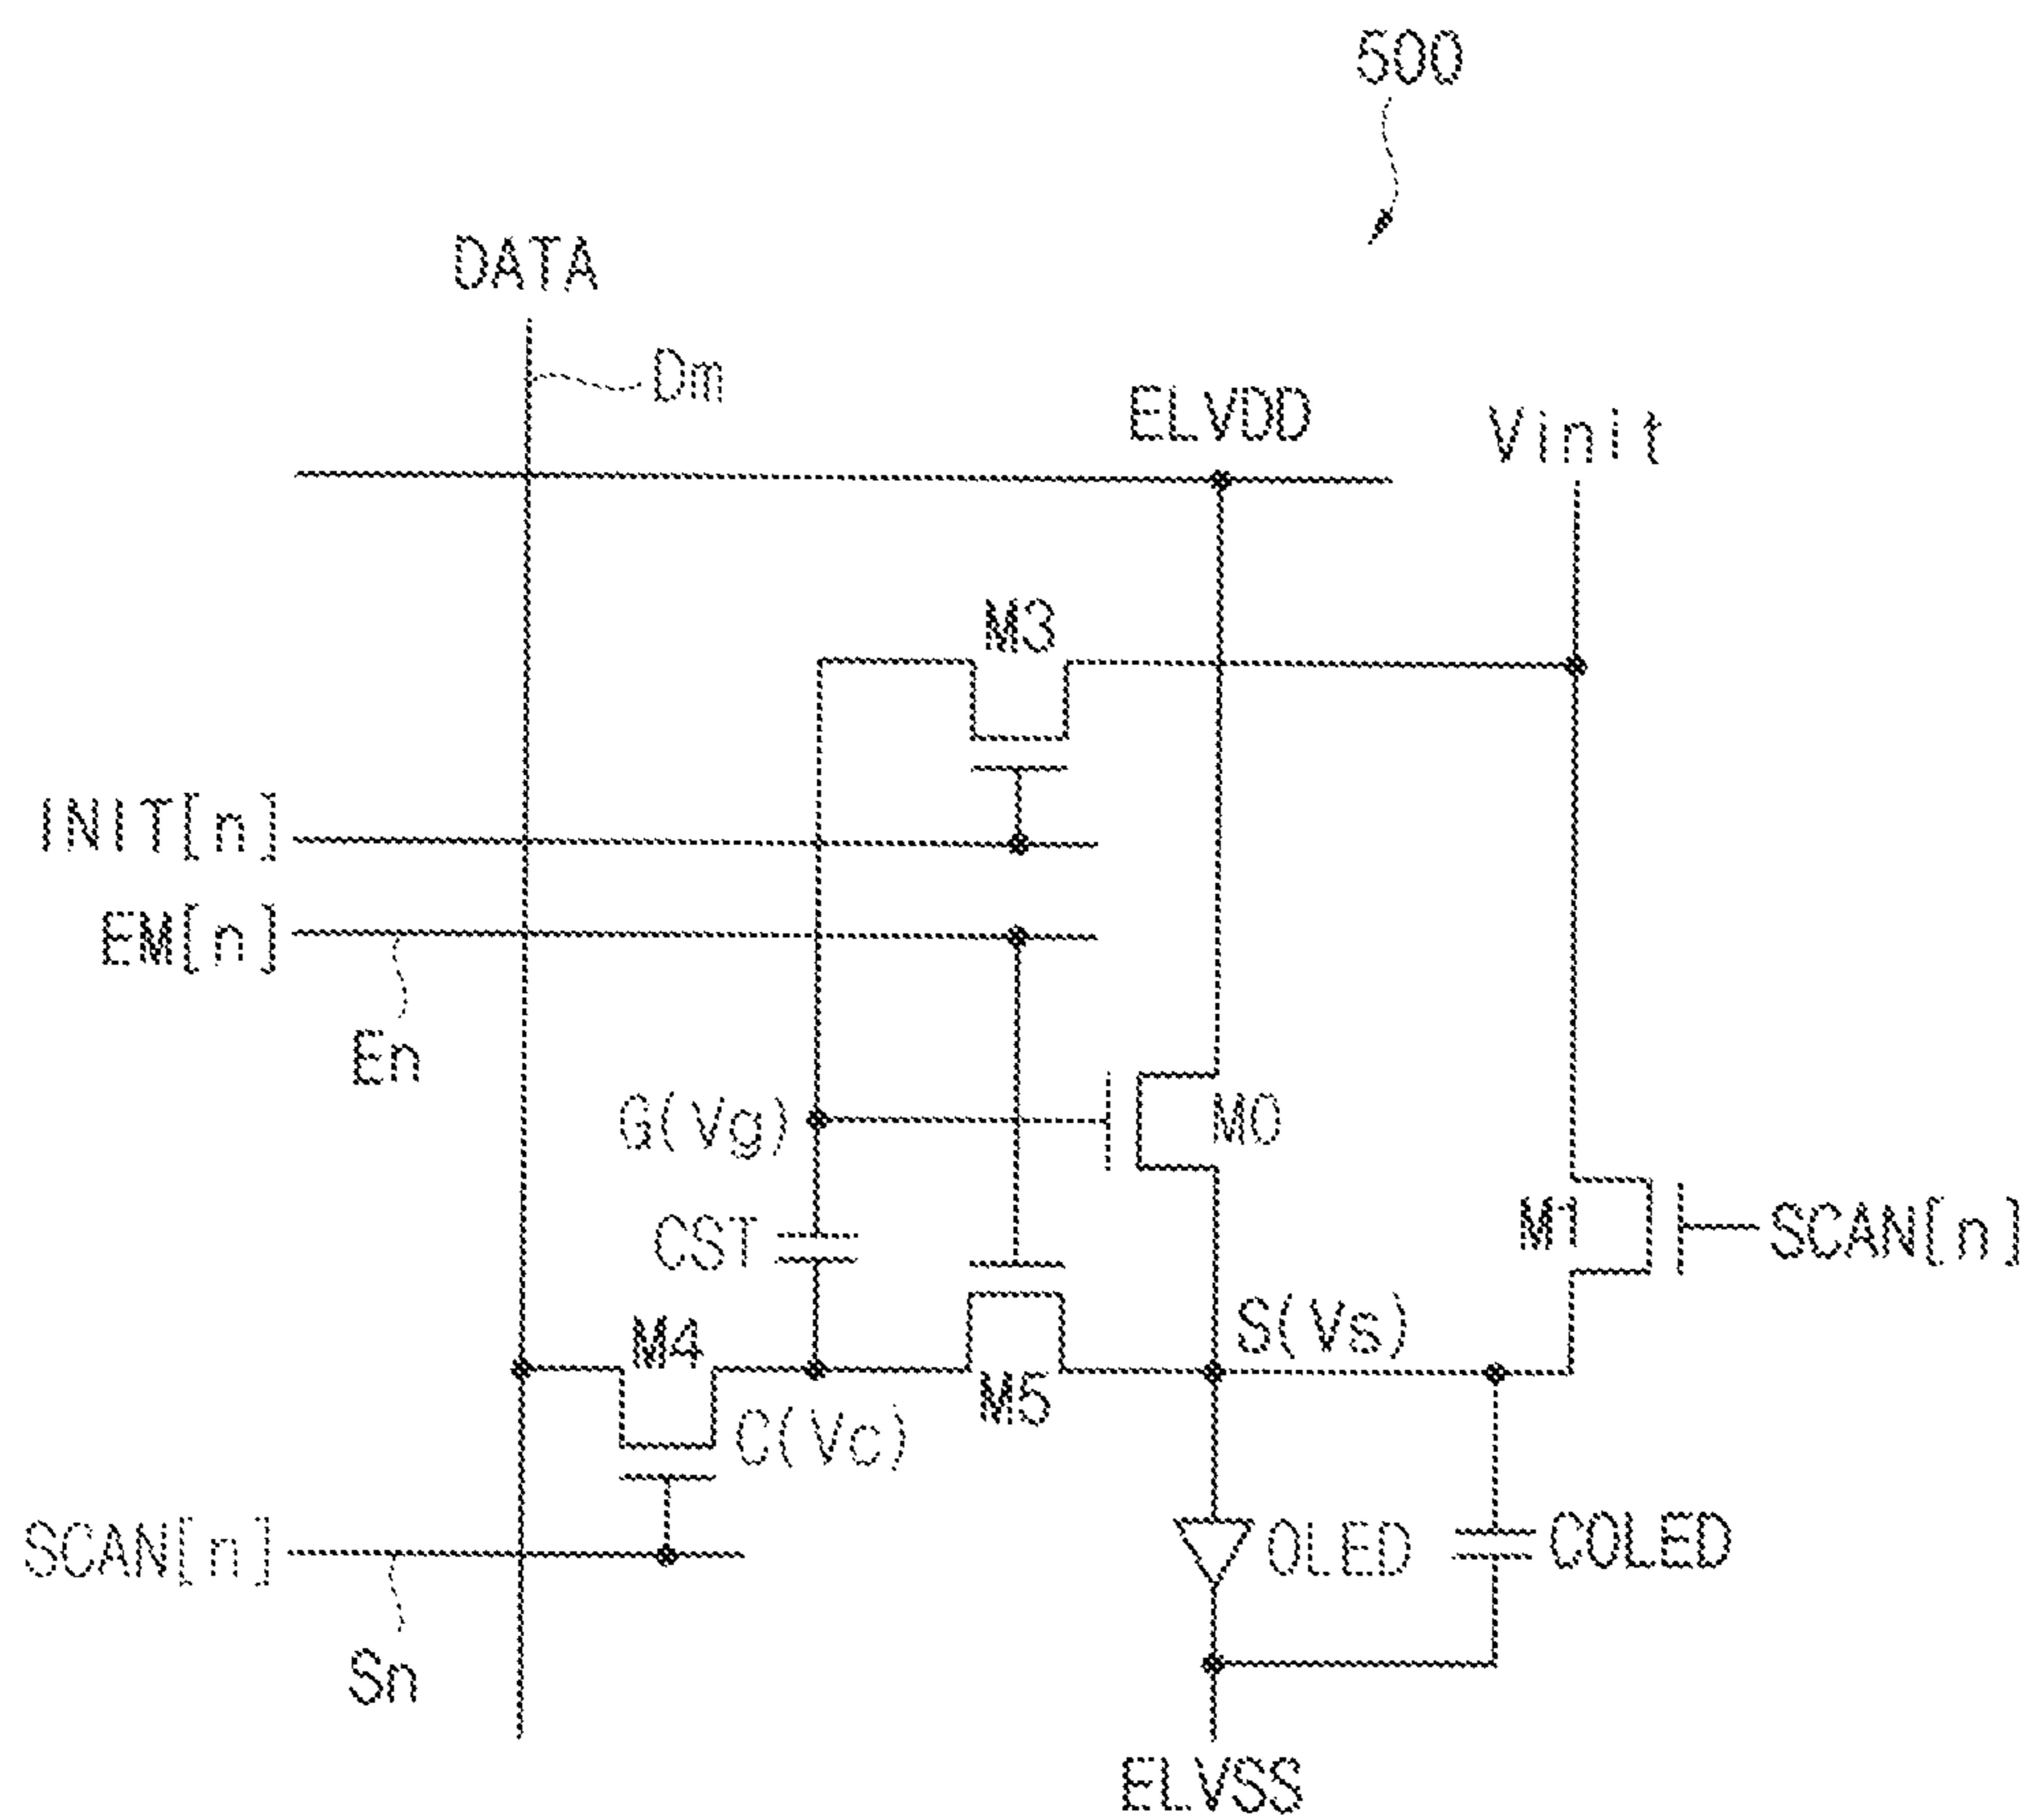 500
DATA
Dm
ELVDD
Vinit
M3
INIT[n]
EM[n]
En
G(Vg)
M0
CST
M1
SCAN[n]
S(Vs)
M4
M5
C(Vc)
SCAN[n]
OLED
COLED
Sn
ELVSS